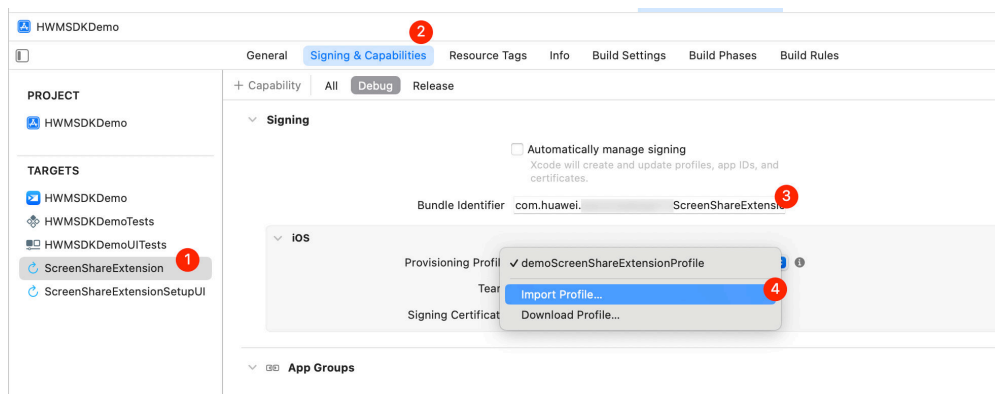 HWMSDKDemo
2
General Signing & Capabilities Resource Tags Info Build Settings Build Phases Build Rules
+ Capability All Debug Release
PROJECT
HWMSDKDemo
TARGETS
HWMSDKDemo
HWMSDKDemoTests
HWMSDKDemoUITests
ScreenShareExtension 1
ScreenShareExtensionSetupUI
Signing
Automatically manage signing
Xcode will create and update profiles, app IDs, and
certificates.
Bundle Identifier com.huawei. ScreenShareExtensi 3
iOS
Provisioning Profil ✓ demoScreenShareExtensionProfile
Tear
Import Profile... 4
Signing Certificat Download Profile...
App Groups